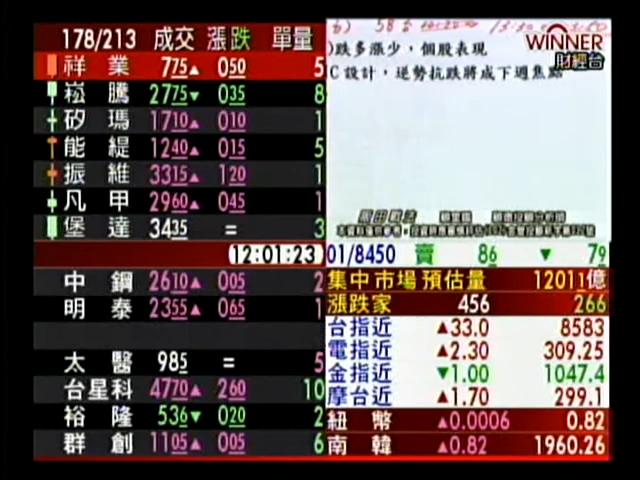 178/213 成交 漲跌 單量
祥業 775▲ 050 5
崧騰 2775▼ 035 8
矽瑪 1710▲ 010 1
能緹 1240▲ 015 5
振維 3315▲ 120 1
凡甲 2960▲ 045 1
堡達 3435 = 3
12:01:23
中鋼 2610▲ 005 2
明泰 2355▲ 065 1
太醫 985 = 5
台星科 4770▲ 260 10
裕隆 536▼ 020 2
群創 1105▲ 005 6
WINNER
財經台
)跌多漲少，個股表現
C設計，逆勢抗跌將成下週焦點
01/8450 賣 86 ▼ 79
集中市場預估量 12011億
漲跌家 456 266
台指近 ▲33.0 8583
電指近 ▲2.30 309.25
金指近 ▼1.00 1047.4
摩台近 ▲1.70 299.1
紐幣 ▲0.0006 0.82
南韓 ▲0.82 1960.26